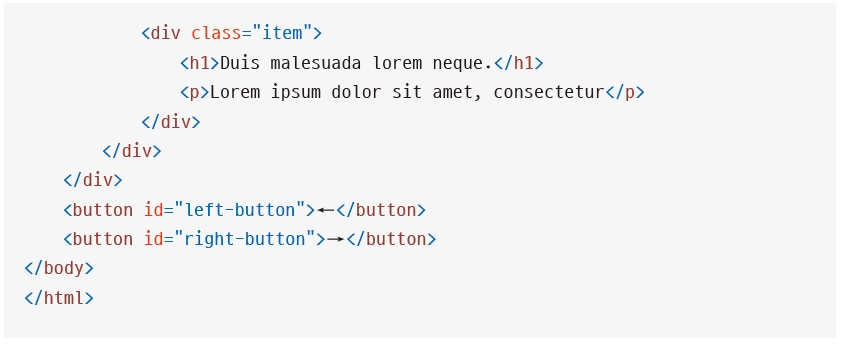 <div class="item">
<h1>Duis malesuada lorem neque.</h1>
<p>Lorem ipsum dolor sit amet, consectetur</p>
</div>
</div>
</div>
<button id="left-button">←</button>
<button id="right-button">→</button>
</body>
</html>